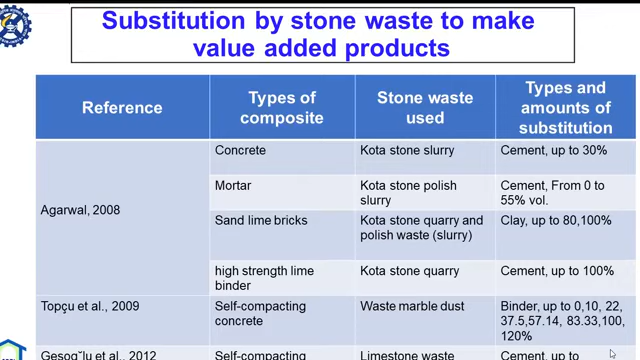 Substitution by stone waste to make
value added products
Reference
Types of
composite
Stone waste
used
Types and
amounts of
substitution
Agarwal, 2008
Concrete
Kota stone slurry
Cement, up to 30%
Mortar
Kota stone polish
slurry
Cement, From 0 to
55% vol.
Sand lime bricks
Kota stone quarry and
polish waste (slurry)
Clay, up to 80,100%
high strength lime
binder
Kota stone quarry
Cement, up to 100%
Topçu et al., 2009
Self-compacting
concrete
Waste marble dust
Binder, up to 0,10, 22,
37.5,57.14, 83.33,100,
120%
Gesogˇlu et al., 2012
Self-compacting
Limestone waste
Cement, up to